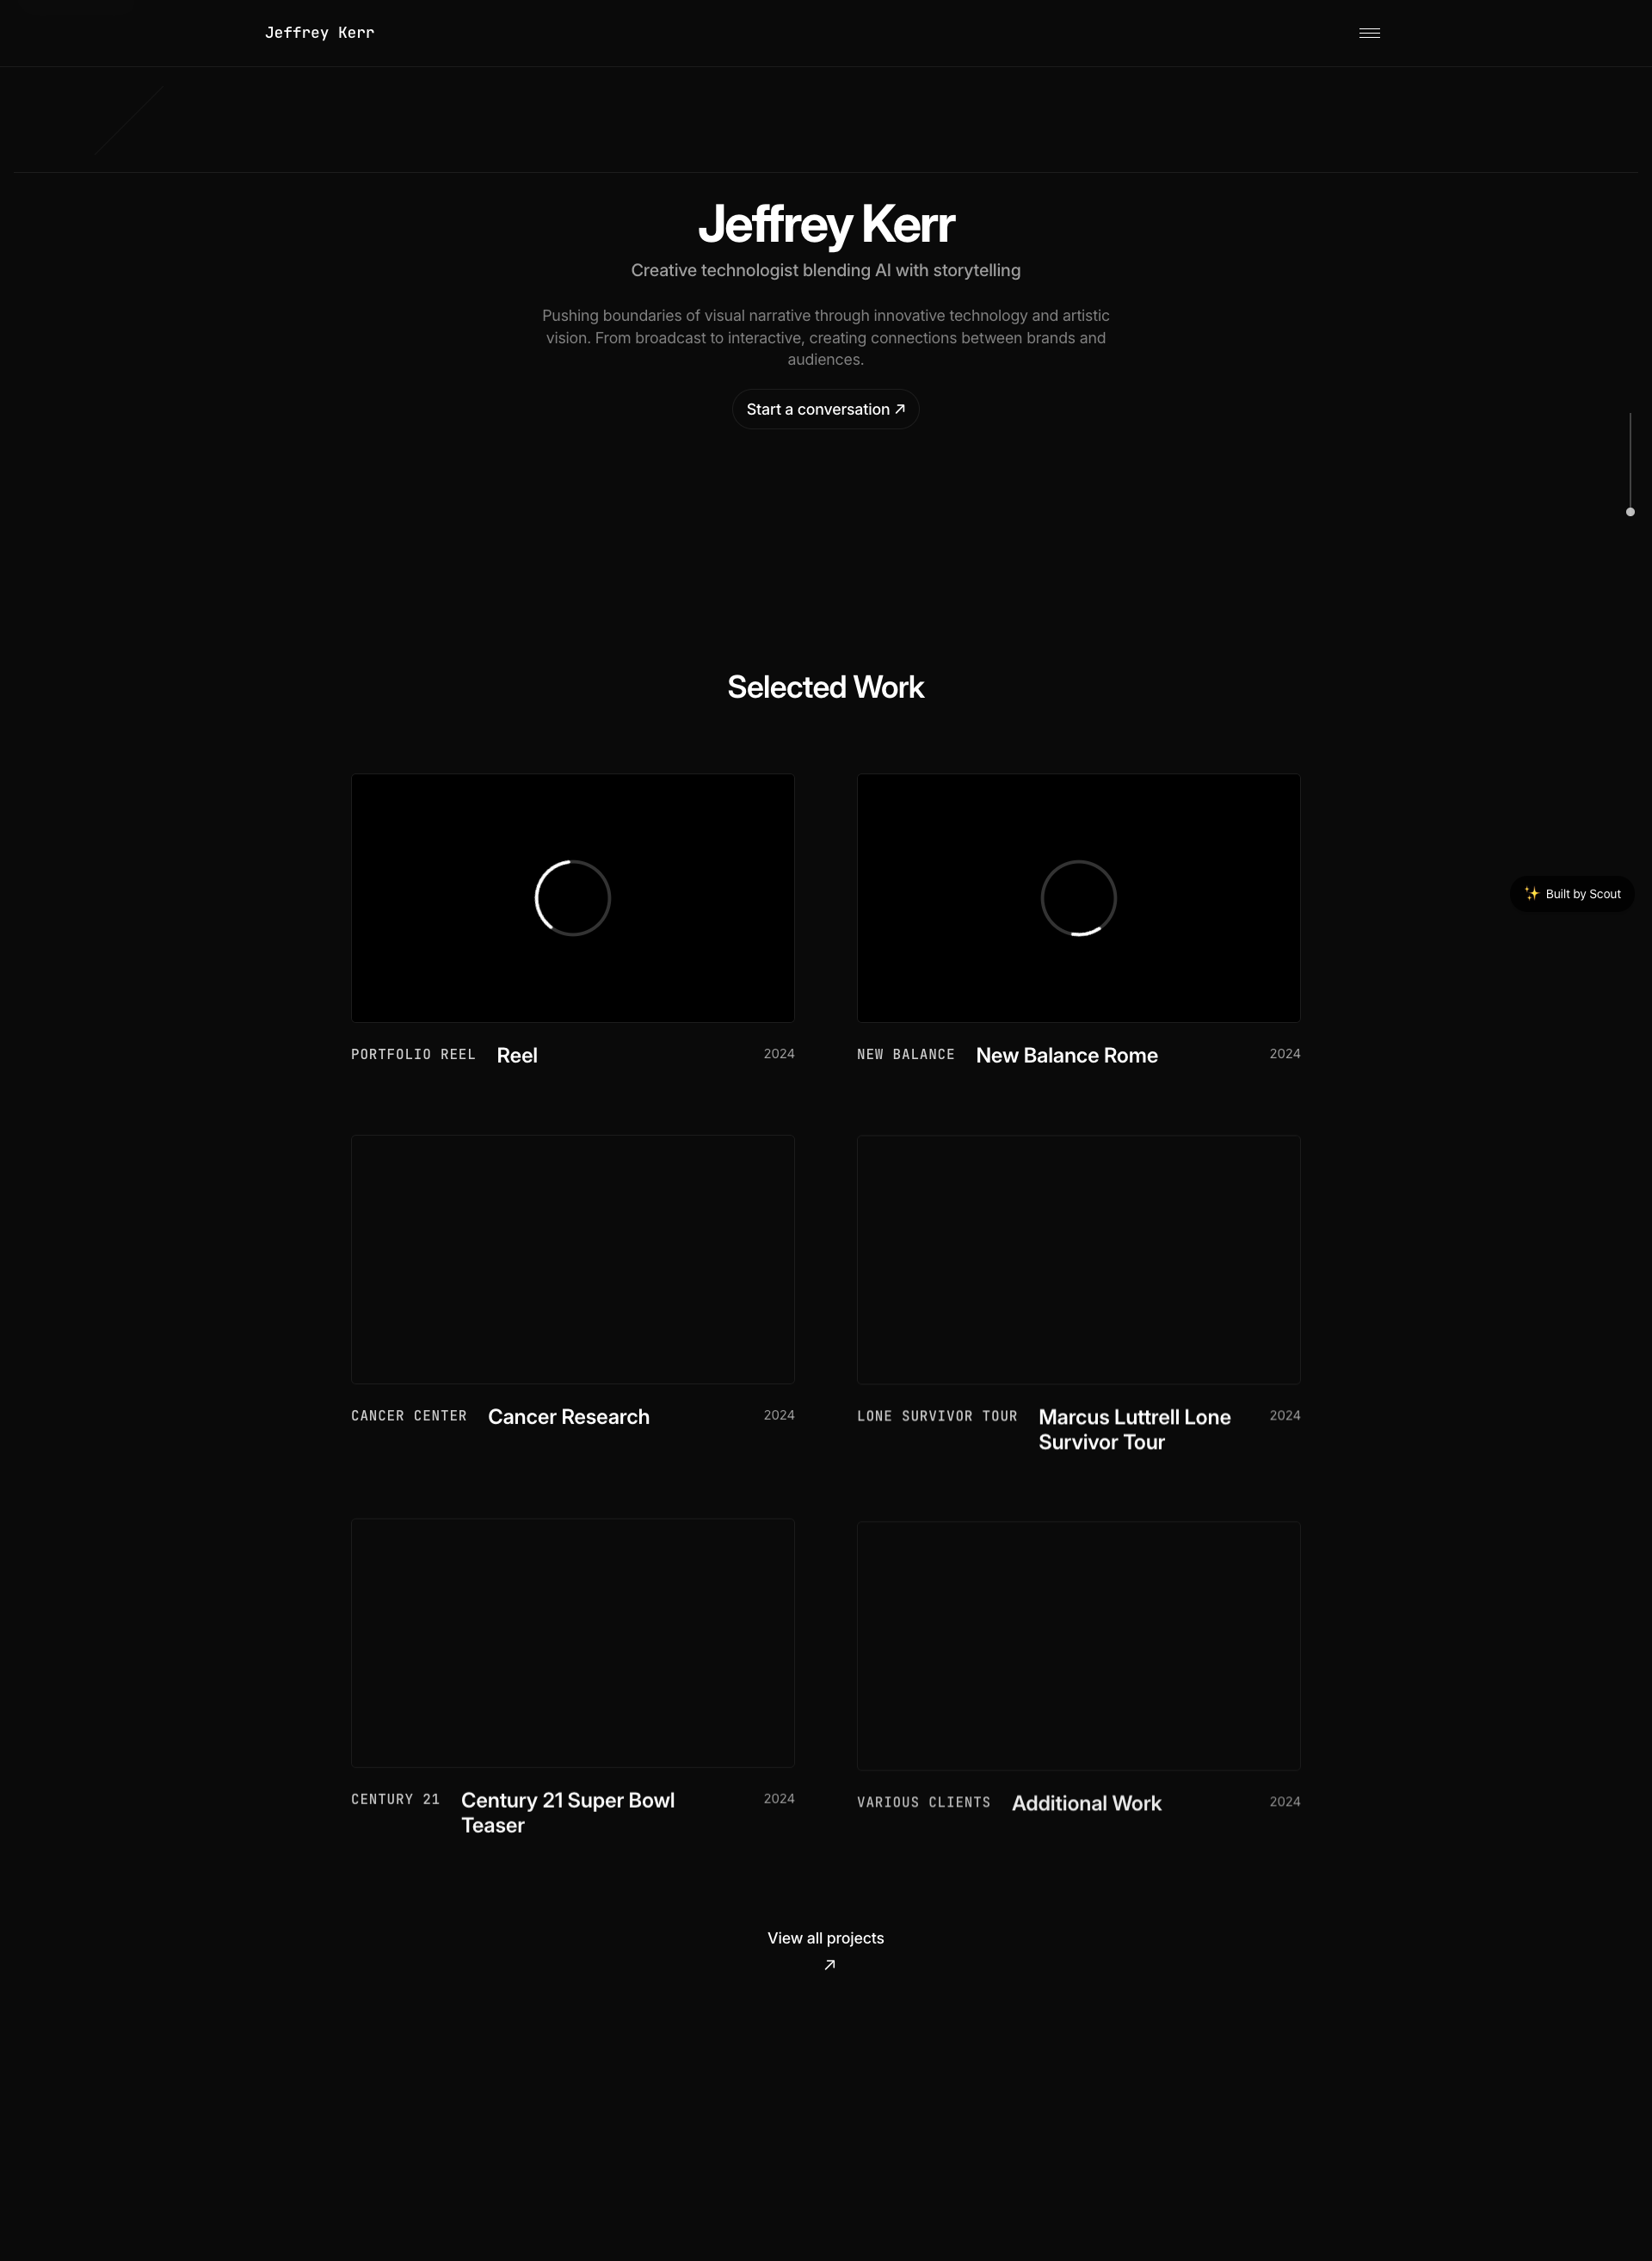 Jeffrey Kerr
Jeffrey Kerr
Creative technologist blending AI with storytelling
Pushing boundaries of visual narrative through innovative technology and artistic
vision. From broadcast to interactive, creating connections between brands and
audiences.
Start a conversation ↗
Selected Work
✨ Built by Scout
PORTFOLIO REEL Reel 2024
NEW BALANCE New Balance Rome 2024
CANCER CENTER Cancer Research 2024
LONE SURVIVOR TOUR Marcus Luttrell Lone 2024
Survivor Tour
CENTURY 21 Century 21 Super Bowl 2024
Teaser
VARIOUS CLIENTS Additional Work 2024
View all projects
↗